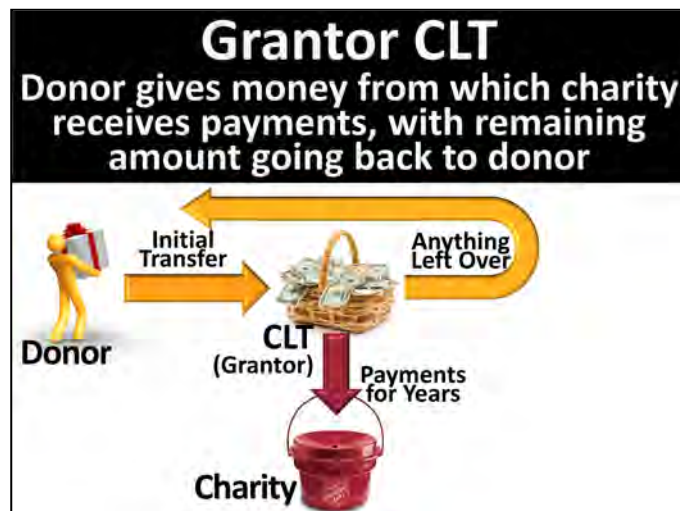 Grantor CLT
Donor gives money from which charity
receives payments, with remaining
amount going back to donor
Initial
Transfer
Anything
Left Over
Donor
CLT
(Grantor)
Payments
for Years
Charity